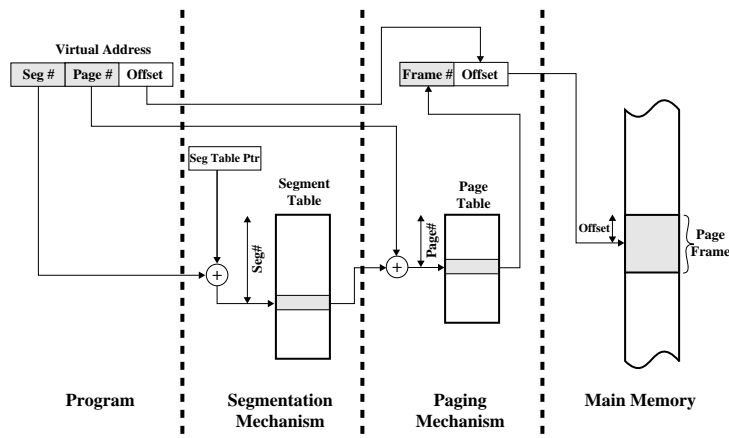 Virtual Address
Seg # Page # Offset
Frame # Offset
Seg Table Ptr
Segment
Table
Page
Table
Seg#
Page#
Offset
Page
Frame
+
+
Program
Segmentation
Mechanism
Paging
Mechanism
Main Memory